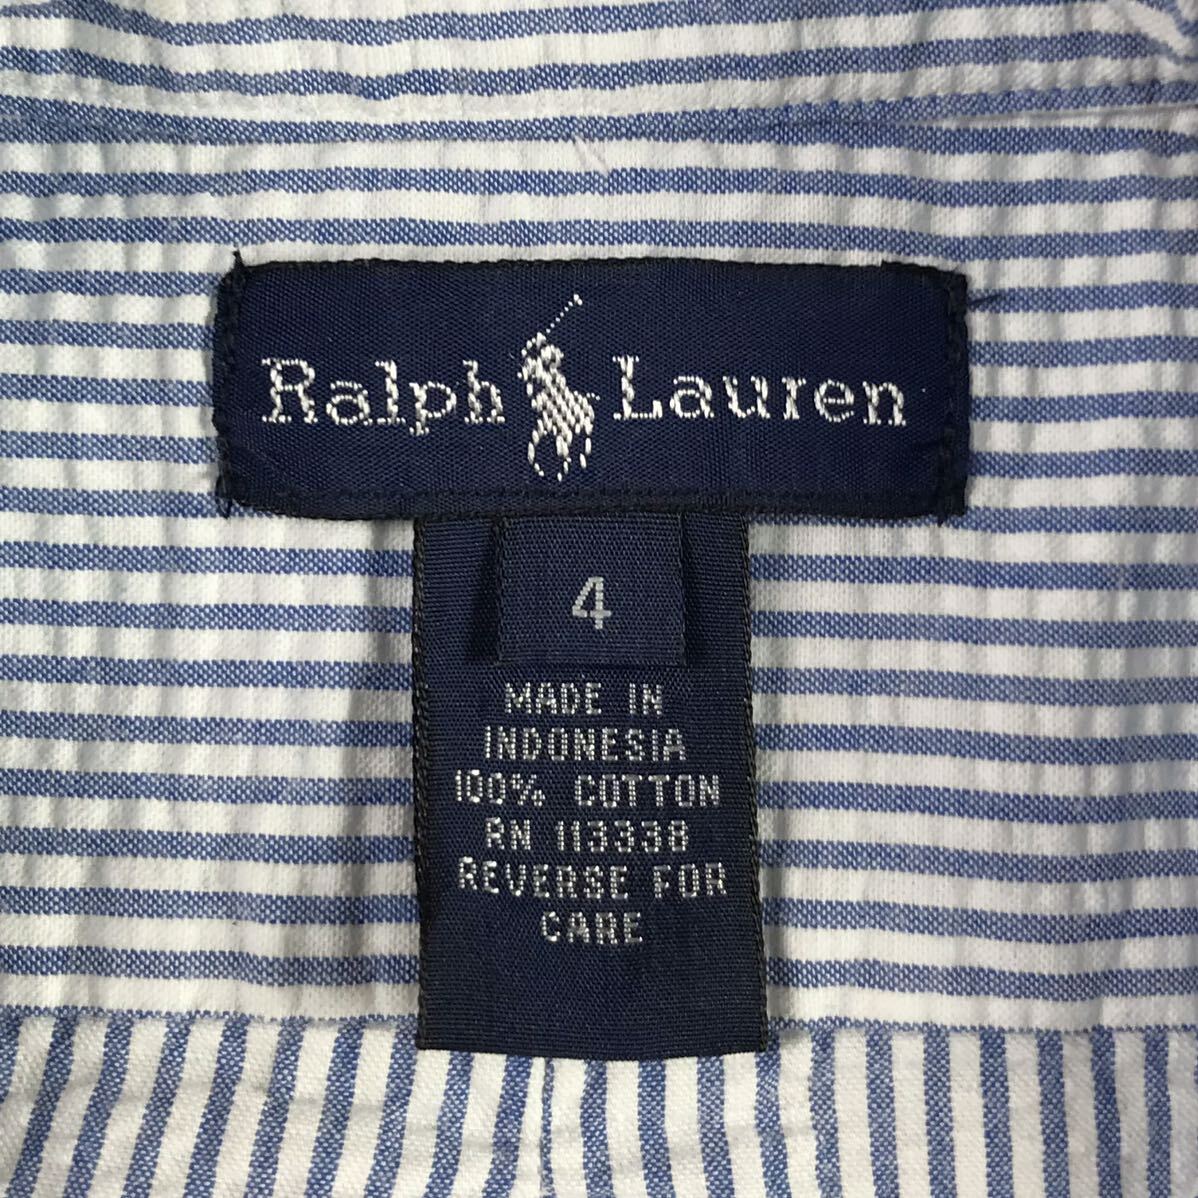 Ralph Lauren
4
MADE IN
INDONESIA
100% COTTON
RN 113338
REVERSE FOR
CARE